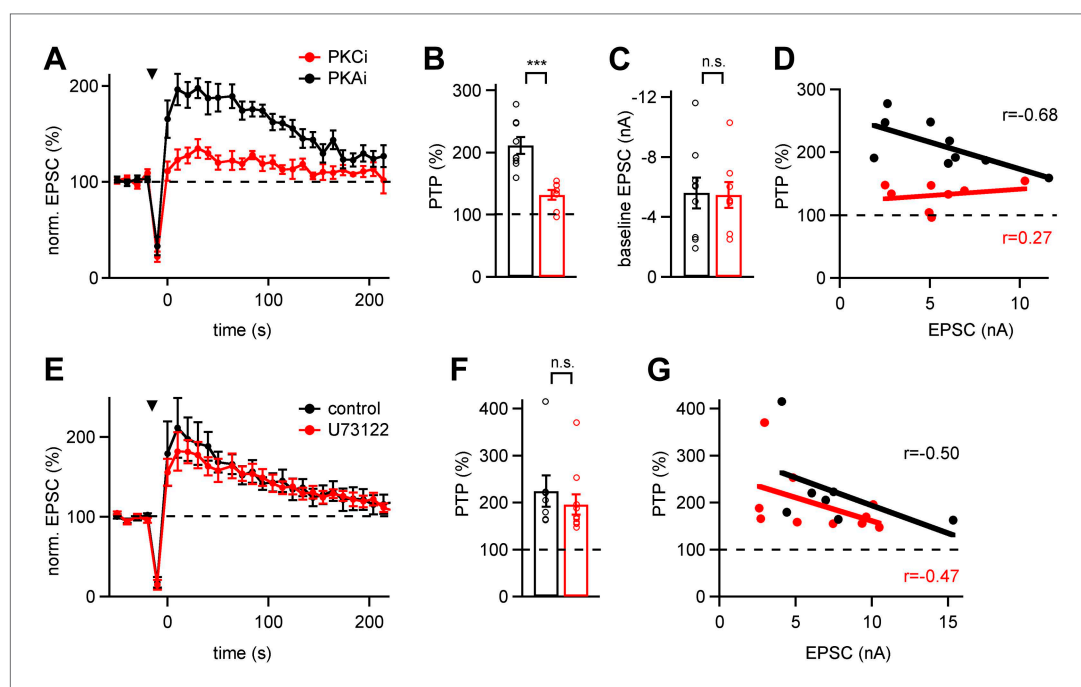 A
PKCi
PKAi
norm. EPSC (%)
200
100
0
0
100
200
time (s)
B
***
PTP (%)
300
200
100
0
C
n.s.
baseline EPSC (nA)
-12
-8
-4
0
D
PTP (%)
300
200
100
0
r=-0.68
r=0.27
0
5
10
EPSC (nA)
E
control
U73122
norm. EPSC (%)
200
100
0
0
100
200
time (s)
F
n.s.
PTP (%)
400
300
200
100
0
G
PTP (%)
400
300
200
100
0
r=-0.50
r=-0.47
5
10
15
EPSC (nA)